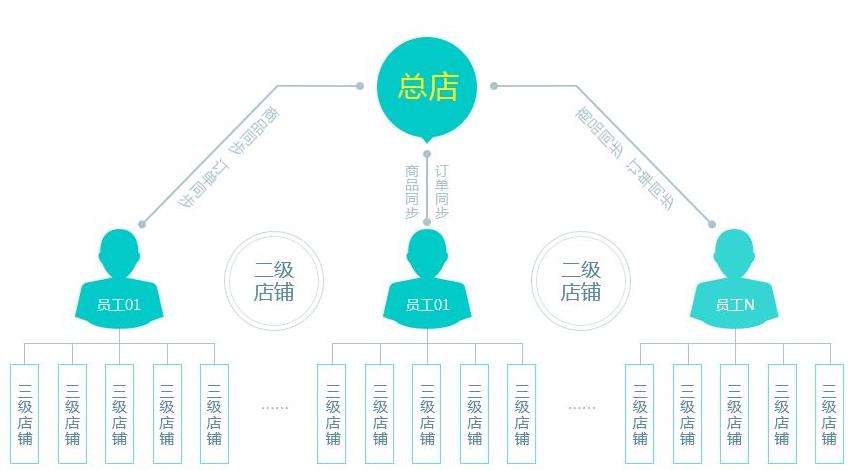 总店
商品同步 订单同步
商品同步
订单同步
商品同步 订单同步
员工01
二级
店铺
员工01
二级
店铺
员工N
三级店铺
三级店铺
三级店铺
三级店铺
三级店铺
......
三级店铺
三级店铺
三级店铺
三级店铺
三级店铺
......
三级店铺
三级店铺
三级店铺
三级店铺
三级店铺